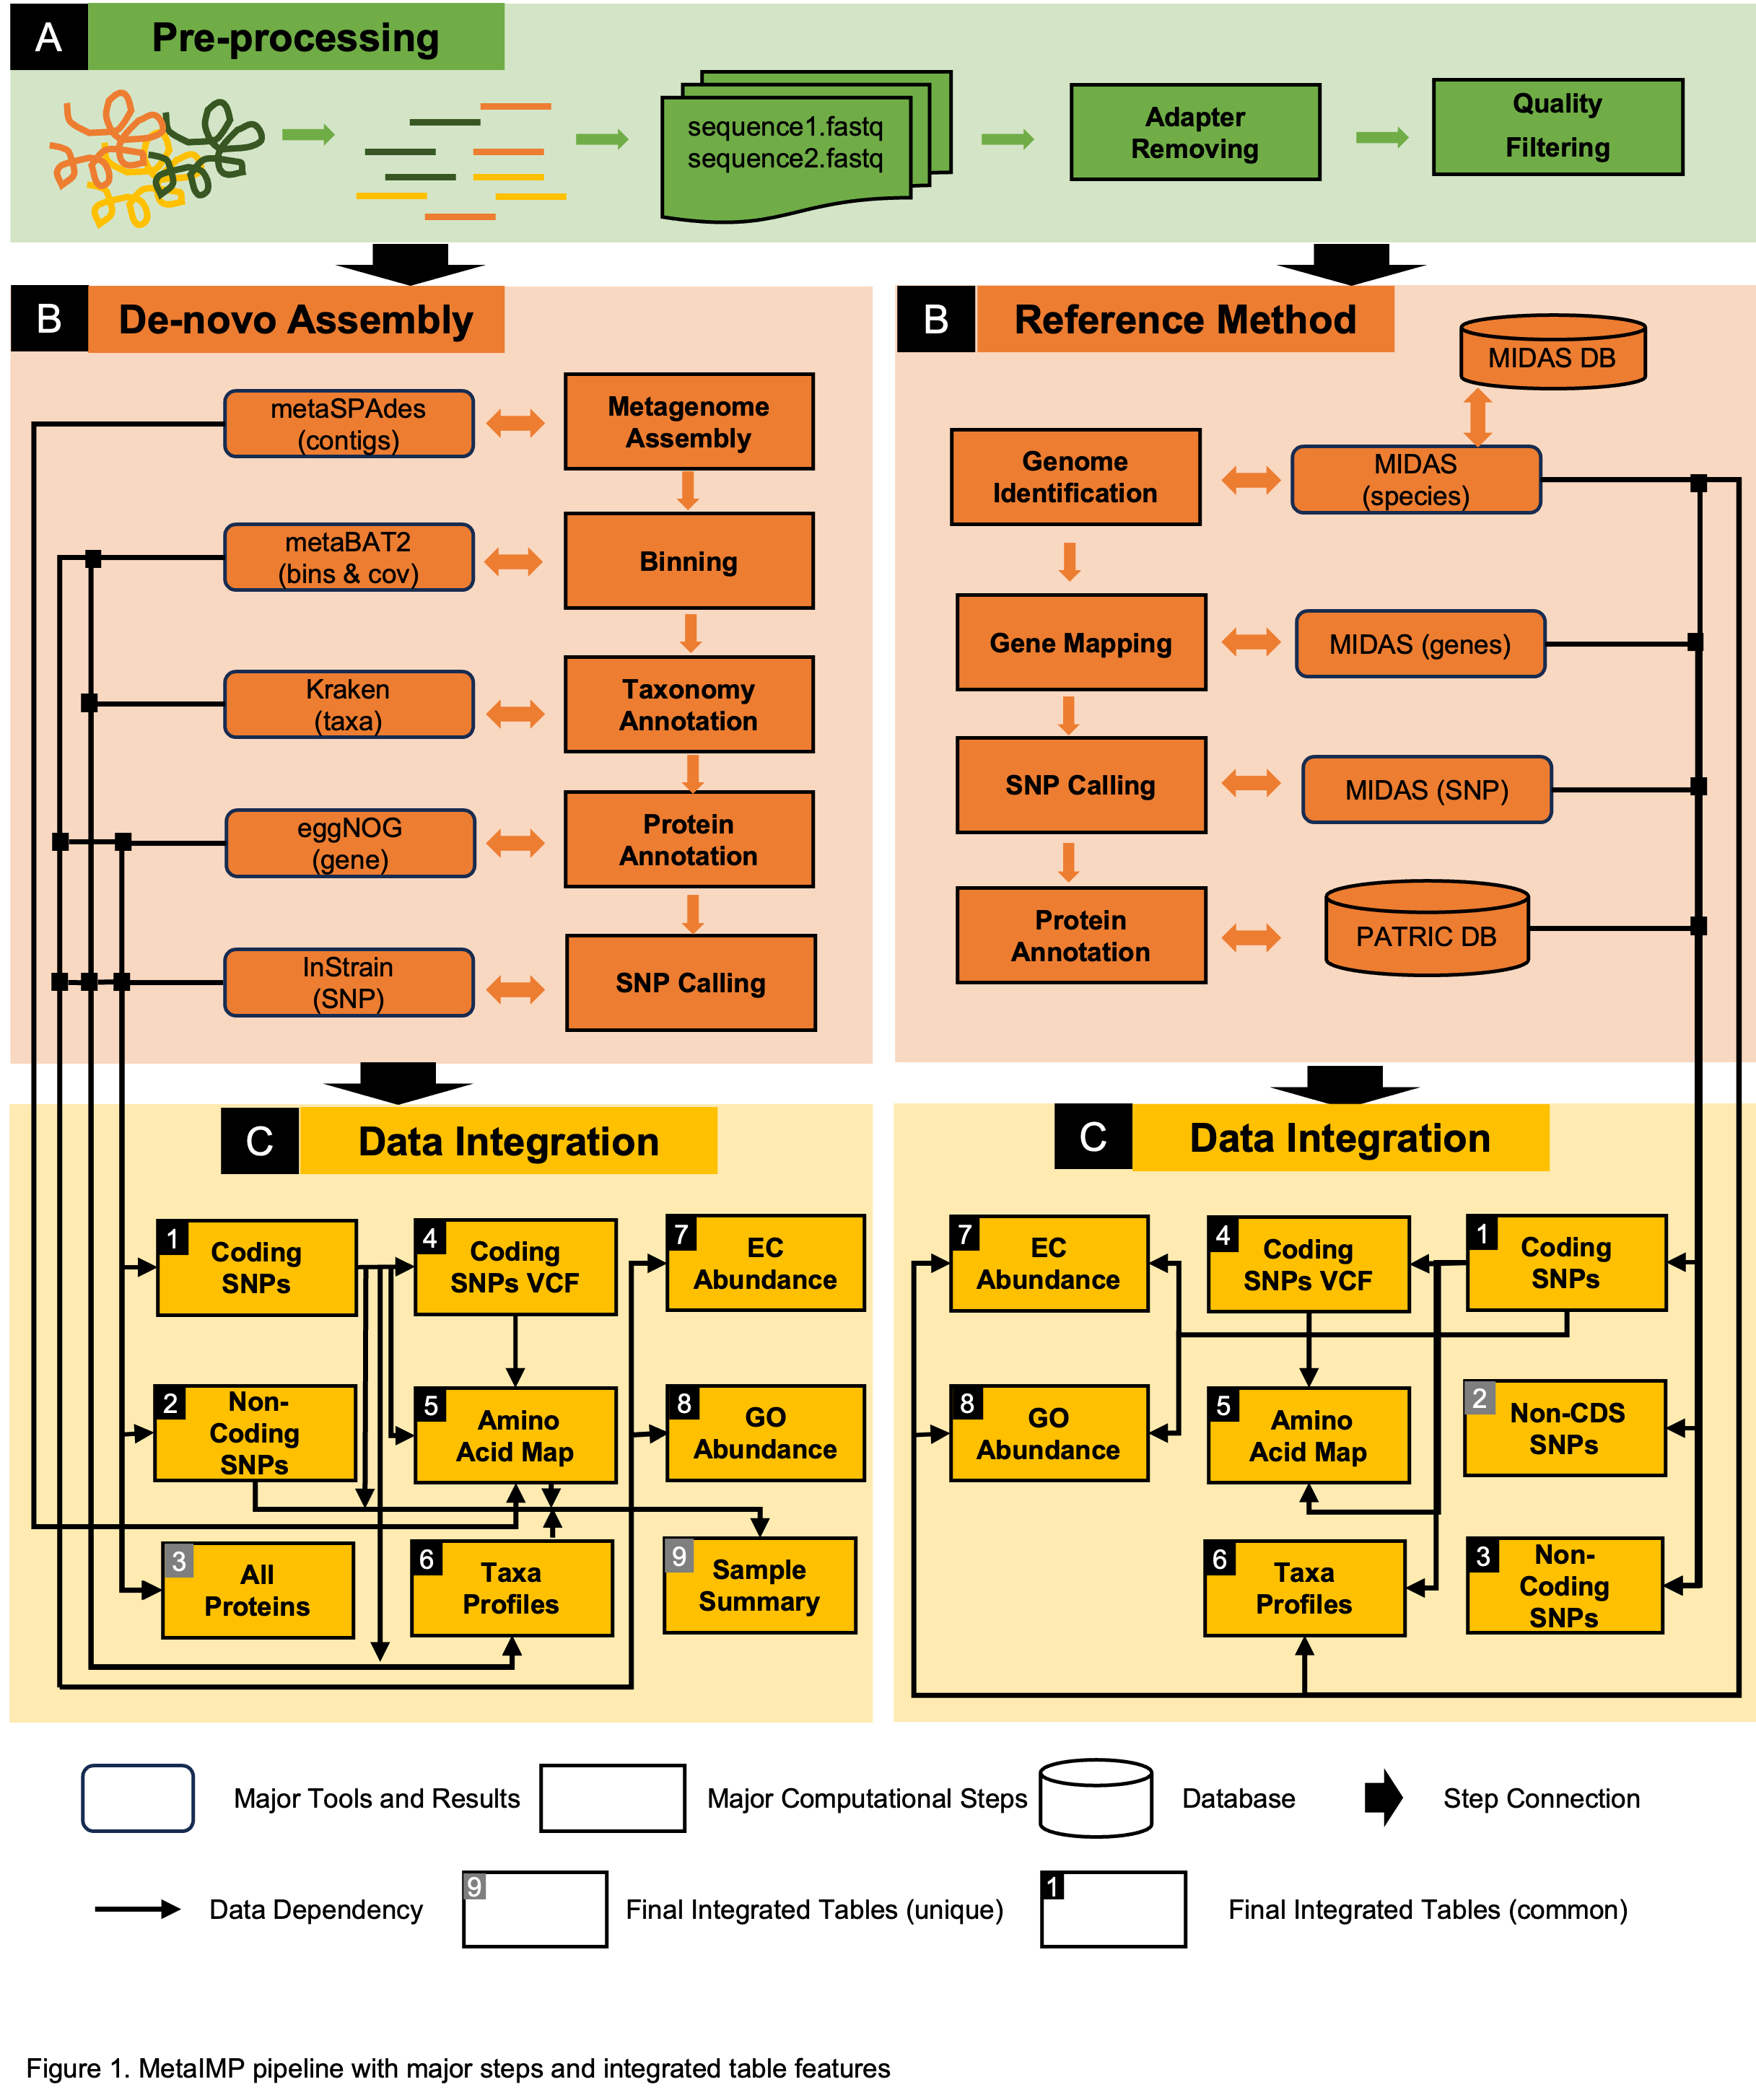 A
Pre-processing
sequence1.fastq
sequence2.fastq
Adapter
Removing
Quality
Filtering
B
De-novo Assembly
metaSPAdes
(contigs)
Metagenome
Assembly
metaBAT2
(bins & cov)
Binning
Kraken
(taxa)
Taxonomy
Annotation
eggNOG
(gene)
Protein
Annotation
InStrain
(SNP)
SNP Calling
B
Reference Method
MIDAS DB
Genome
Identification
MIDAS
(species)
Gene Mapping
MIDAS (genes)
SNP Calling
MIDAS (SNP)
Protein
Annotation
PATRIC DB
C
Data Integration
1
Coding
SNPs
4
Coding
SNPs VCF
7
EC
Abundance
2
Non-
Coding
SNPs
5
Amino
Acid Map
8
GO
Abundance
3
All
Proteins
6
Taxa
Profiles
9
Sample
Summary
C
Data Integration
7
EC
Abundance
4
Coding
SNPs VCF
1
Coding
SNPs
8
GO
Abundance
5
Amino
Acid Map
2
Non-CDS
SNPs
6
Taxa
Profiles
3
Non-
Coding
SNPs
Major Tools and Results
Major Computational Steps
Database
Step Connection
Data Dependency
9
Final Integrated Tables (unique)
1
Final Integrated Tables (common)
Figure 1. MetaIMP pipeline with major steps and integrated table features